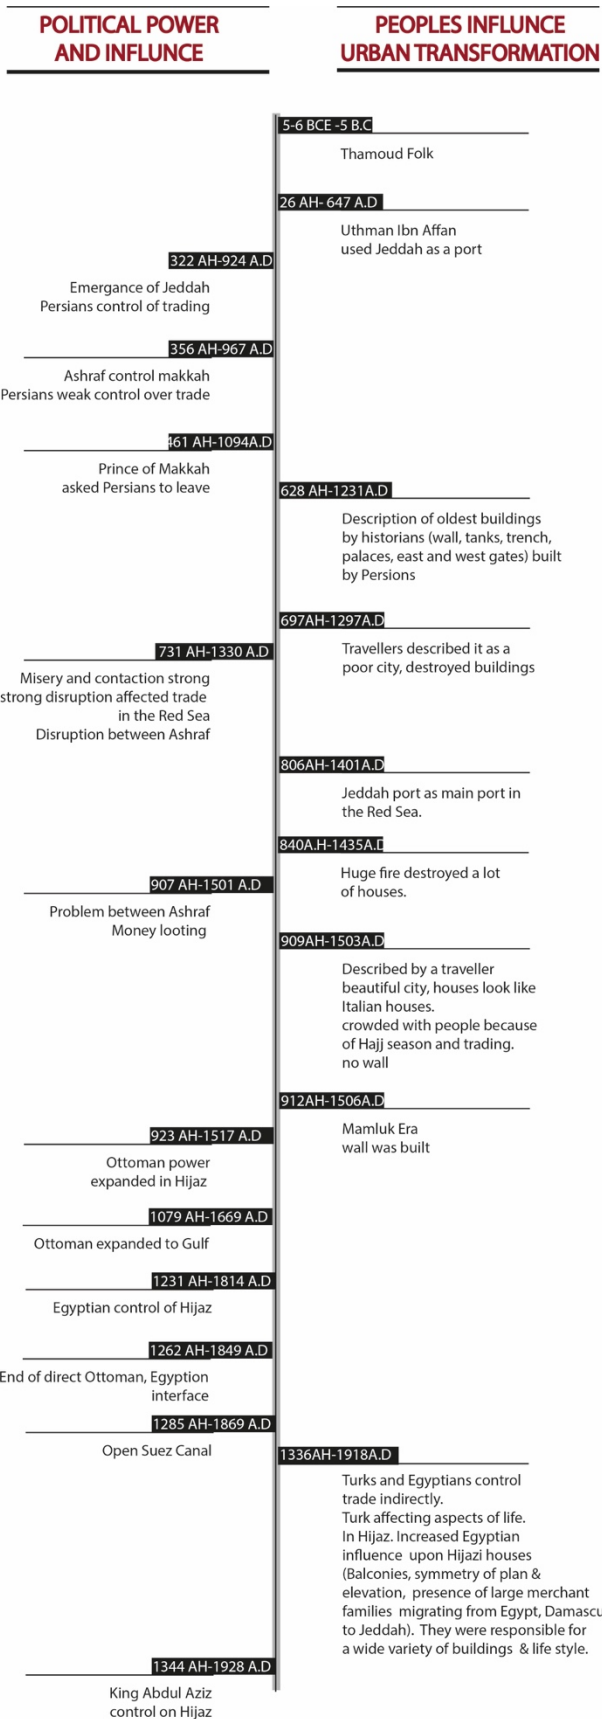 POLITICAL POWER
AND INFLUNCE
PEOPLES INFLUNCE
URBAN TRANSFORMATION
5-6 BCE -5 B.C
Thamoud Folk
26 AH- 647 A.D
Uthman Ibn Affan
used Jeddah as a port
322 AH-924 A.D
Emergance of Jeddah
Persians control of trading
356 AH-967 A.D
Ashraf control makkah
Persians weak control over trade
461 AH-1094A.D
Prince of Makkah
asked Persians to leave
628 AH-1231A.D
Description of oldest buildings
by historians (wall, tanks, trench,
palaces, east and west gates) built
by Persions
697AH-1297A.D
Travellers described it as a
poor city, destroyed buildings
731 AH-1330 A.D
Misery and contaction strong
strong disruption affected trade
in the Red Sea
Disruption between Ashraf
806AH-1401A.D
Jeddah port as main port in
the Red Sea.
840A.H-1435A.D
Huge fire destroyed a lot
of houses.
907 AH-1501 A.D
Problem between Ashraf
Money looting
909AH-1503A.D
Described by a traveller
beautiful city, houses look like
Italian houses.
crowded with people because
of Hajj season and trading.
no wall
912AH-1506A.D
Mamluk Era
wall was built
923 AH-1517 A.D
Ottoman power
expanded in Hijaz
1079 AH-1669 A.D
Ottoman expanded to Gulf
1231 AH-1814 A.D
Egyptian control of Hijaz
1262 AH-1849 A.D
End of direct Ottoman, Egyption
interface
1285 AH-1869 A.D
Open Suez Canal
1336AH-1918A.D
Turks and Egyptians control
trade indirectly.
Turk affecting aspects of life.
In Hijaz. Increased Egyptian
influence upon Hijazi houses
(Balconies, symmetry of plan &
elevation, presence of large merchant
families migrating from Egypt, Damascu
to Jeddah). They were responsible for
a wide variety of buildings & life style.
1344 AH-1928 A.D
King Abdul Aziz
control on Hijaz